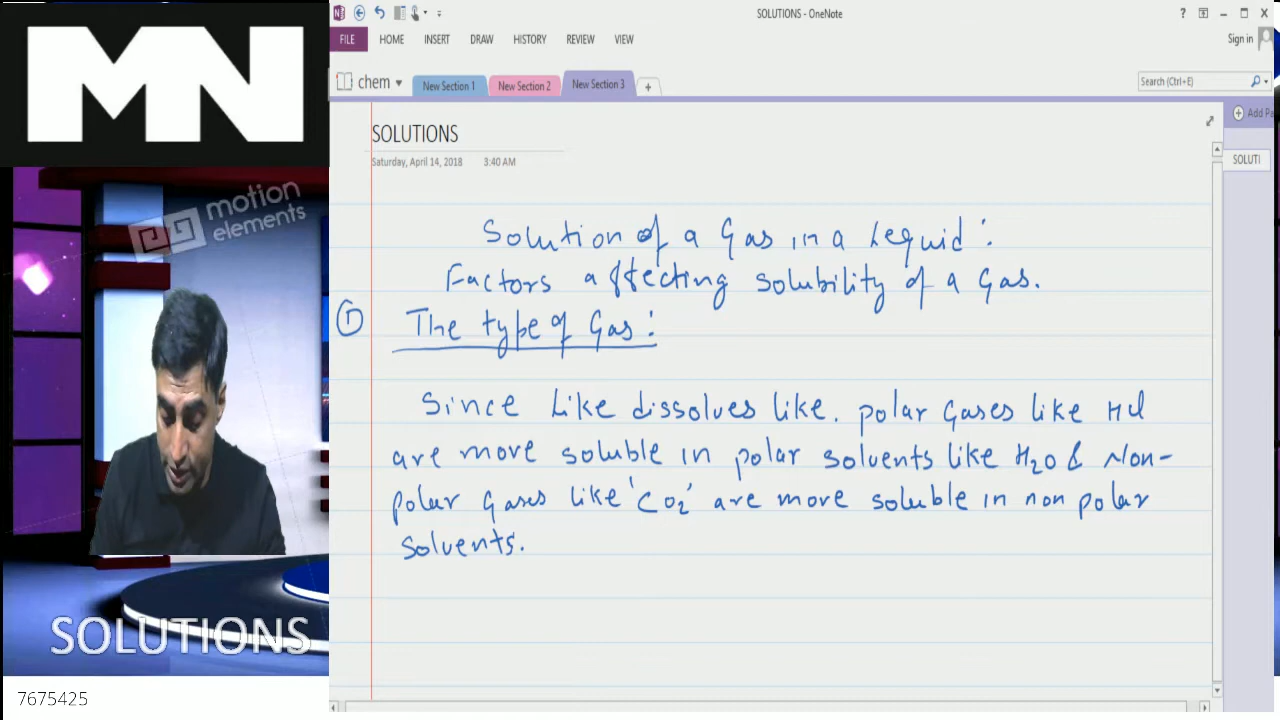 MN
motion
elements
SOLUTIONS
7675425
SOLUTIONS - OneNote
FILE HOME INSERT DRAW HISTORY REVIEW VIEW
Sign in
chem New Section 1 New Section 2 New Section 3 +
Search (Ctrl+E)
Add Pa
SOLUTI
SOLUTIONS
Saturday, April 14, 2018 3:40 AM
Solution of a Gas in a Lequid :
Factors affecting solubility of a Gas.
① The type of Gas :
Since Like dissolves like. polar Gases like HCl
are more soluble in polar solvents like H₂O & Non-
polar Gases like 'CO₂' are more soluble in non polar
solvents.